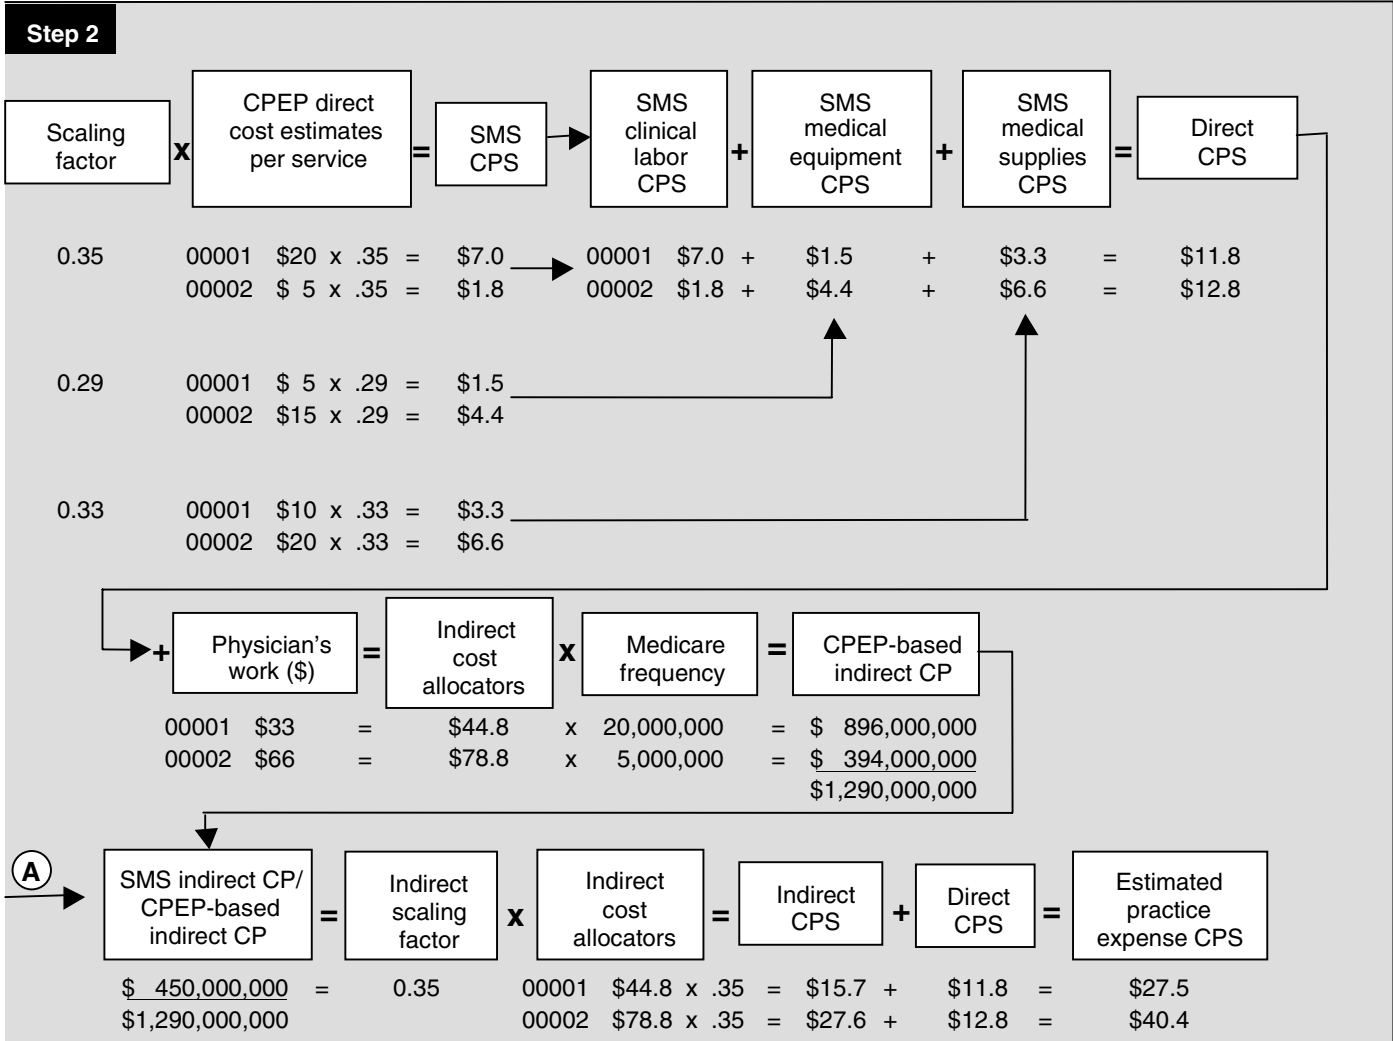 Step 2
Scaling factor x CPEP direct cost estimates per service = SMS CPS SMS clinical labor CPS + SMS medical equipment CPS + SMS medical supplies CPS = Direct CPS
0.35 00001 $20 x .35 = $7.0 00001 $7.0 + $1.5 + $3.3 = $11.8
00002 $ 5 x .35 = $1.8 00002 $1.8 + $4.4 + $6.6 = $12.8
0.29 00001 $ 5 x .29 = $1.5
00002 $15 x .29 = $4.4
0.33 00001 $10 x .33 = $3.3
00002 $20 x .33 = $6.6
+ Physician's work ($) = Indirect cost allocators x Medicare frequency = CPEP-based indirect CP
00001 $33 = $44.8 x 20,000,000 = $ 896,000,000
00002 $66 = $78.8 x 5,000,000 = $ 394,000,000
$1,290,000,000
A SMS indirect CP/ CPEP-based indirect CP = Indirect scaling factor x Indirect cost allocators = Indirect CPS + Direct CPS = Estimated practice expense CPS
$ 450,000,000 = 0.35 00001 $44.8 x .35 = $15.7 + $11.8 = $27.5
$1,290,000,000 00002 $78.8 x .35 = $27.6 + $12.8 = $40.4